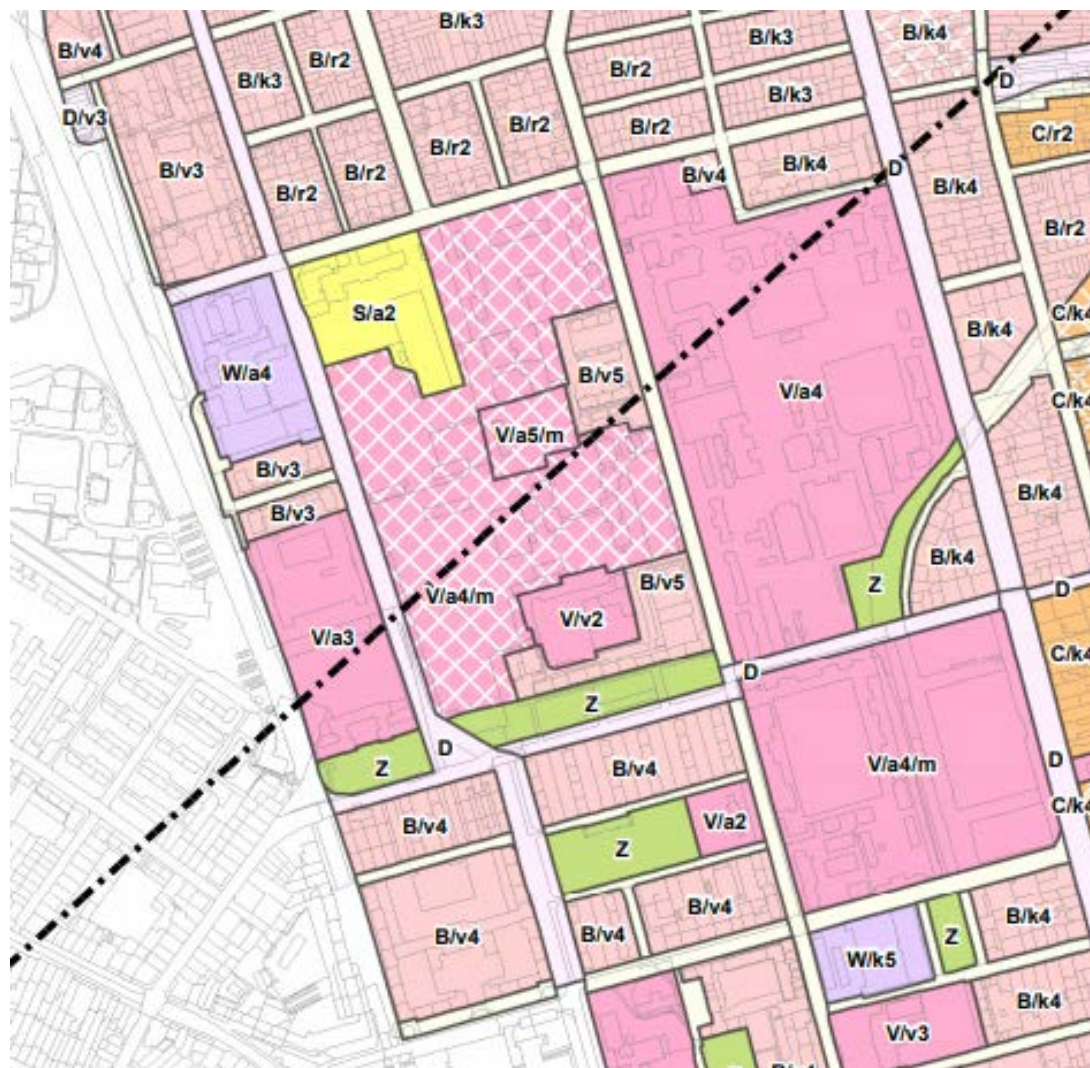 B/k3
B/v4
B/k3
B/k4
B/r2
B/r2
B/k3
D
B/k3
D/v3
B/r2
B/r2
C/r2
B/r2
B/v3
B/k4
D
B/r2
B/v4
B/k4
B/r2
B/r2
S/a2
C/k4
B/k4
W/a4
B/v5
V/a4
C/k4
V/a5/m
B/v3
B/k4
B/v3
B/k4
B/v5
Z
D
V/a4/m
V/v2
V/a3
C/k4
D
Z
D
D
Z
B/v4
V/a4/m
C/k4
B/v4
V/a2
Z
B/v4
B/k4
B/v4
B/v4
Z
W/k5
B/k4
V/v3